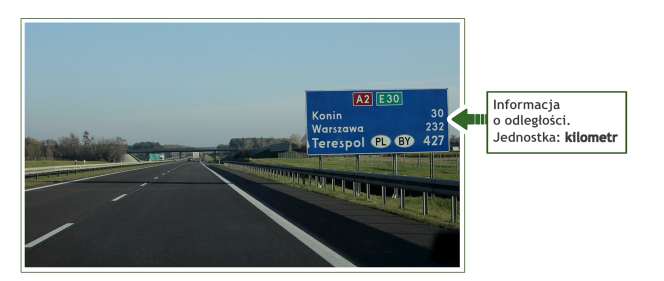 A2 E30
Konin 30
Warszawa 232
Terespol PL BY 427
Informacja
o odległości.
Jednostka: kilometr